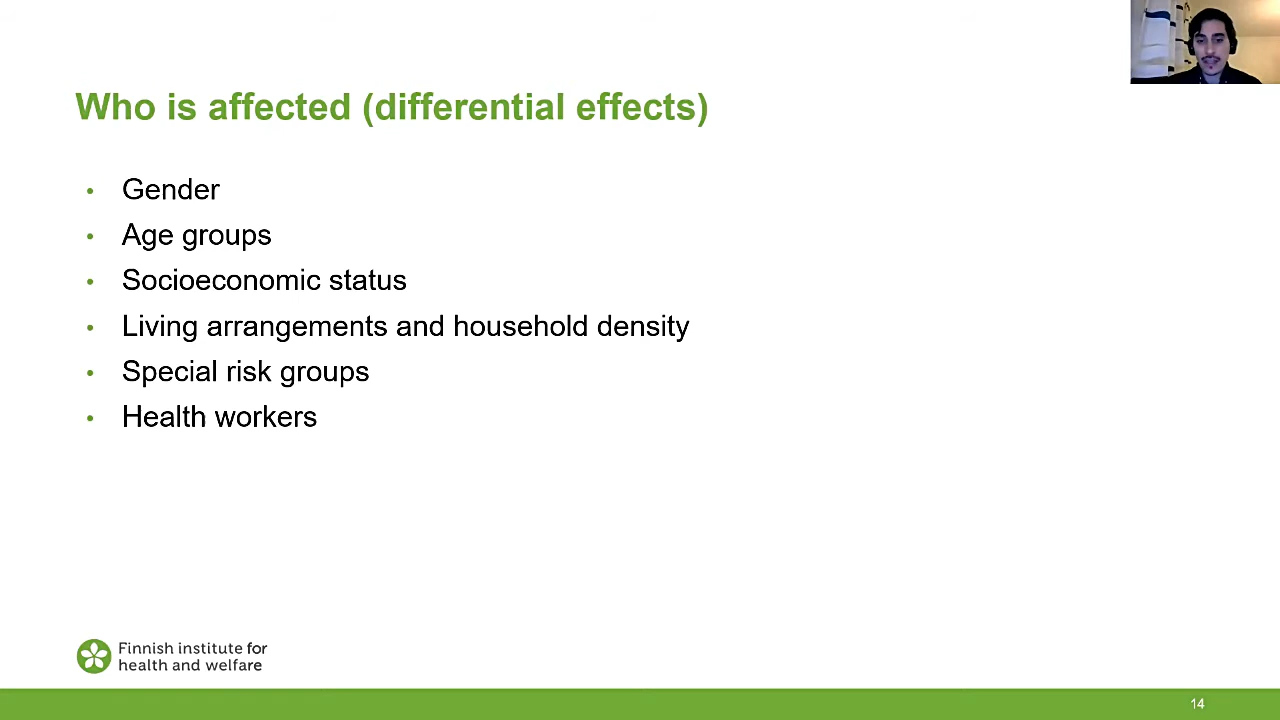 Who is affected (differential effects)
• Gender
• Age groups
• Socioeconomic status
• Living arrangements and household density
• Special risk groups
• Health workers
Finnish institute for
health and welfare
14